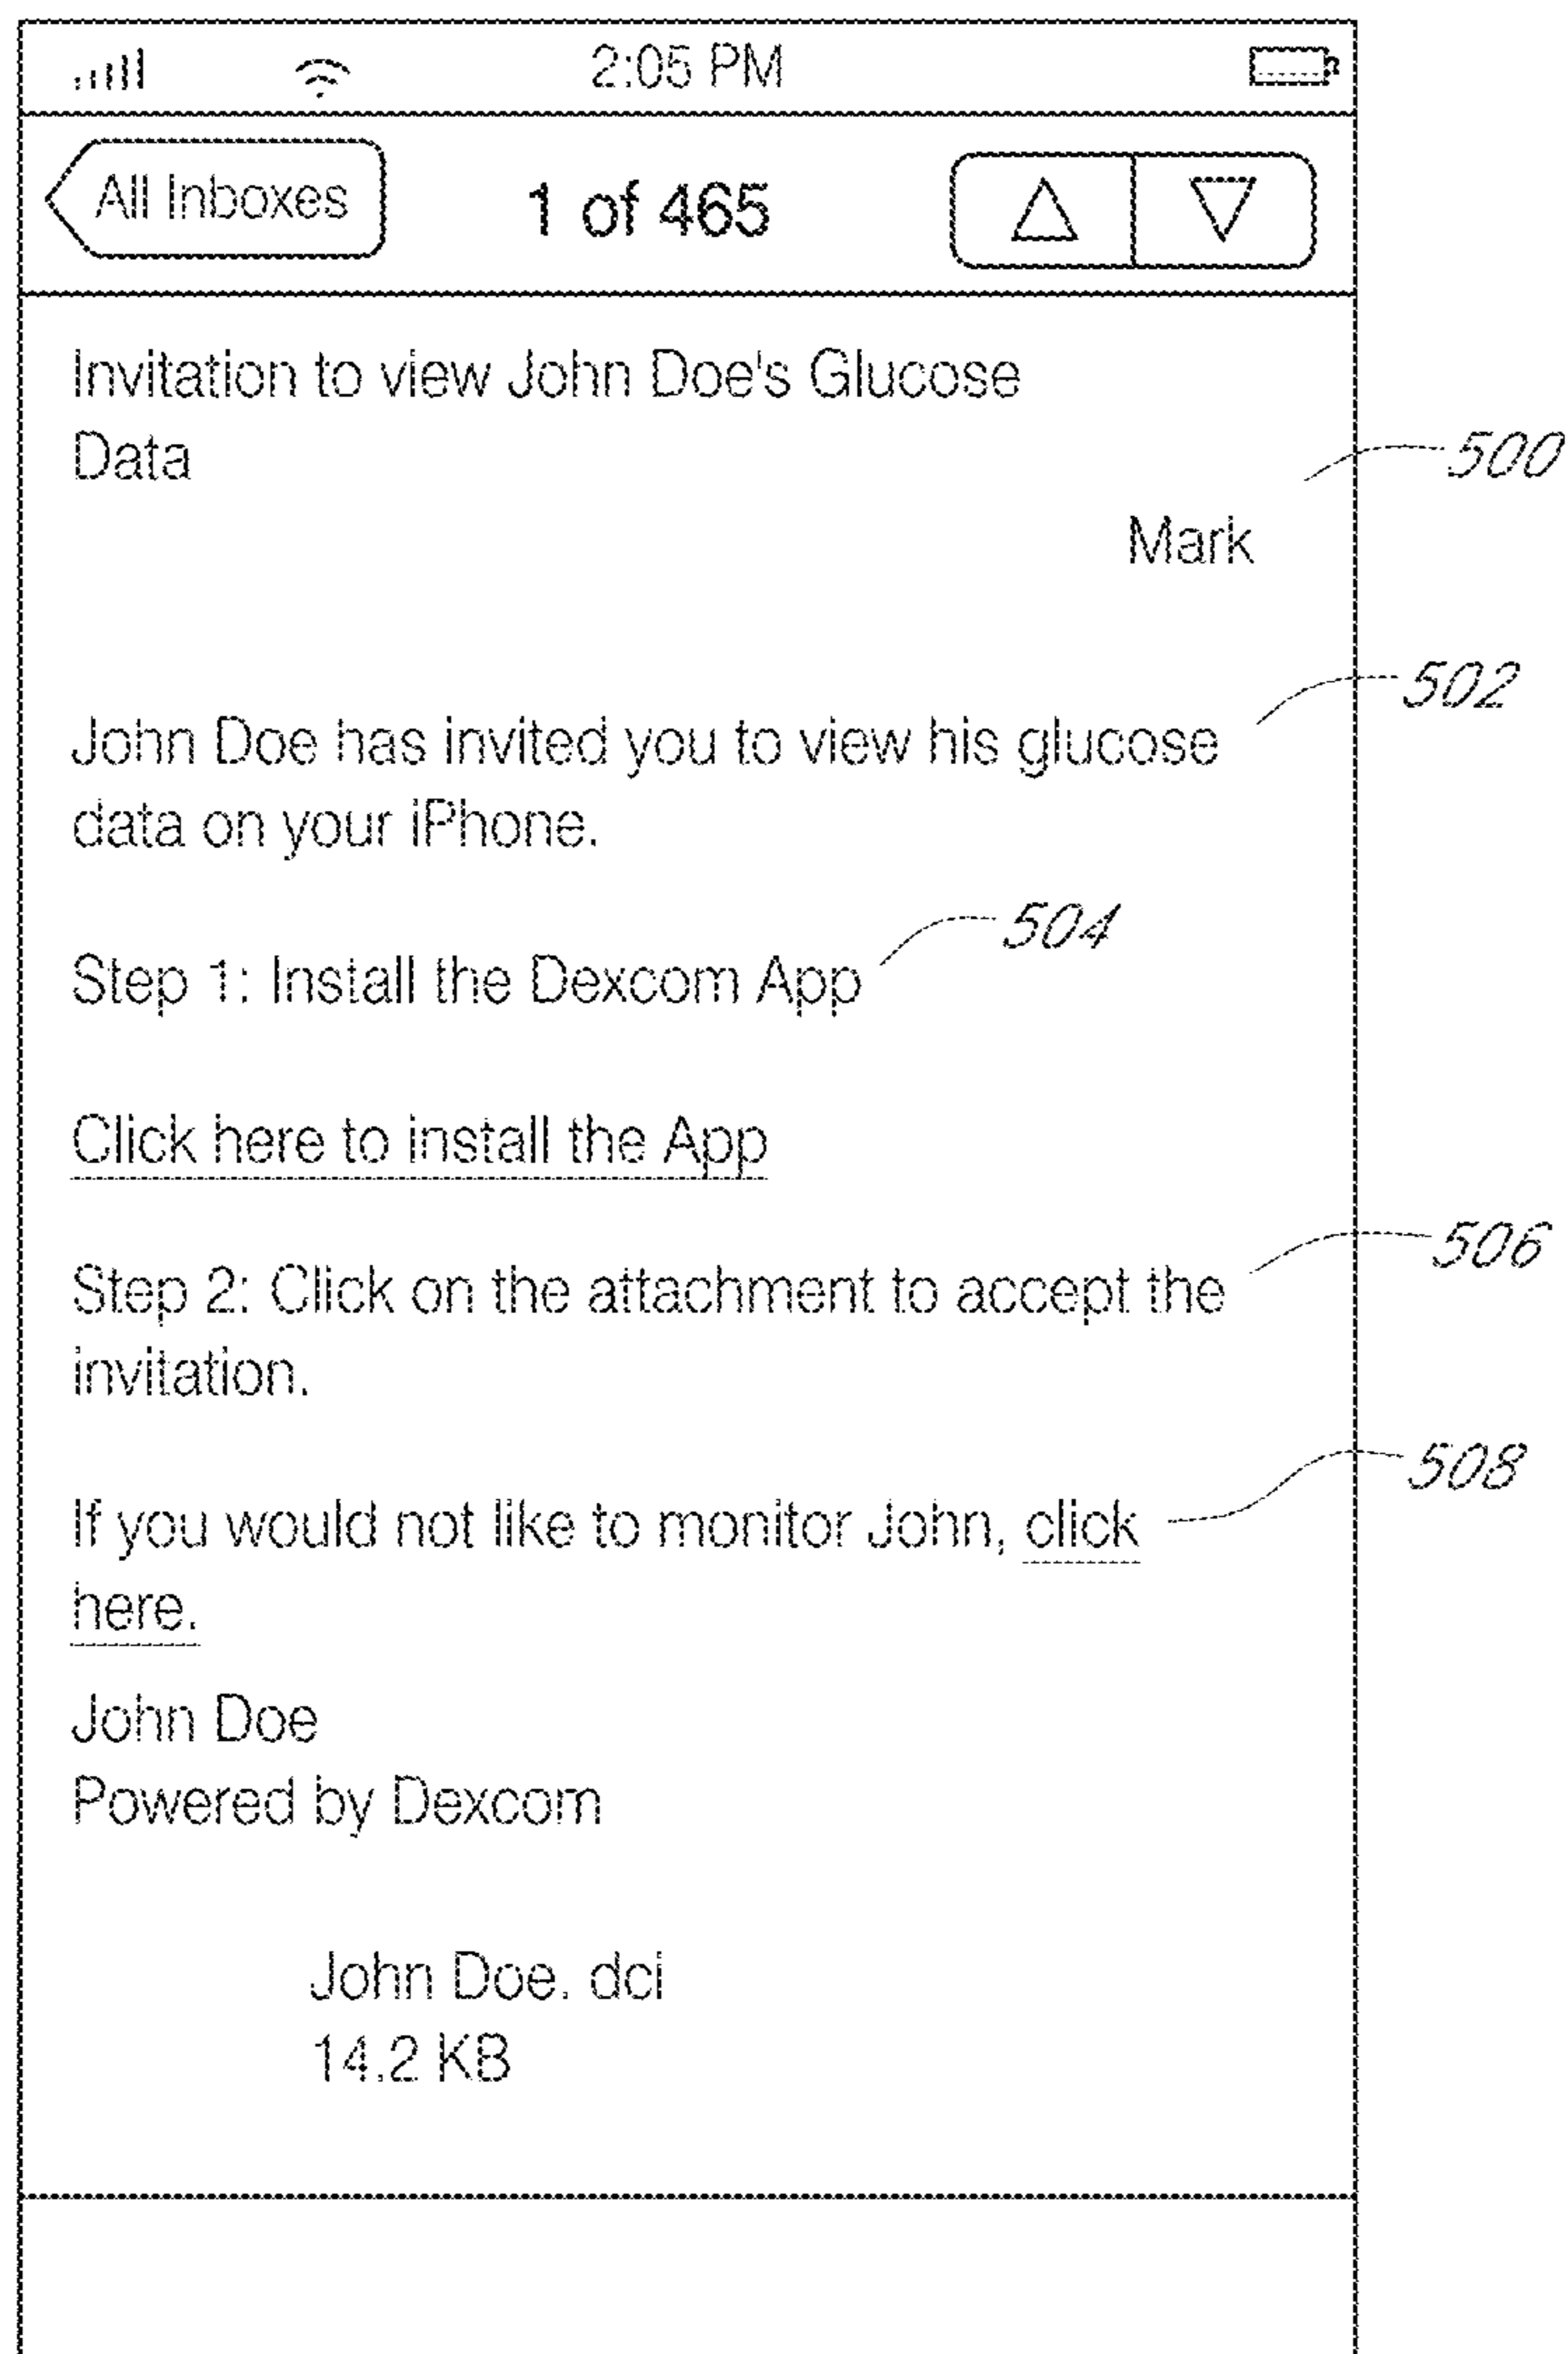 2:05 PM
All Inboxes 1 of 465
Invitation to view John Doe's Glucose
Data
500
Mark
502
John Doe has invited you to view his glucose
data on your iPhone.
504
Step 1: Install the Dexcom App
Click here to install the App
506
Step 2: Click on the attachment to accept the
invitation.
508
If you would not like to monitor John, click
here.
John Doe
Powered by Dexcom
John Doe. dci
14.2 KB